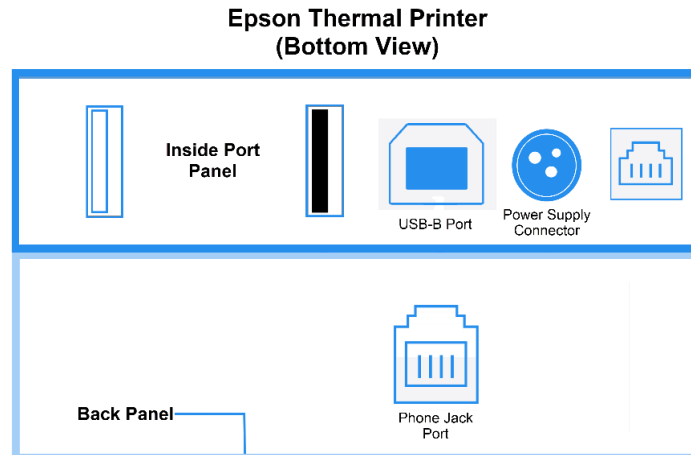 Epson Thermal Printer
(Bottom View)
Inside Port
Panel
USB-B Port
Power Supply
Connector
Back Panel
Phone Jack
Port